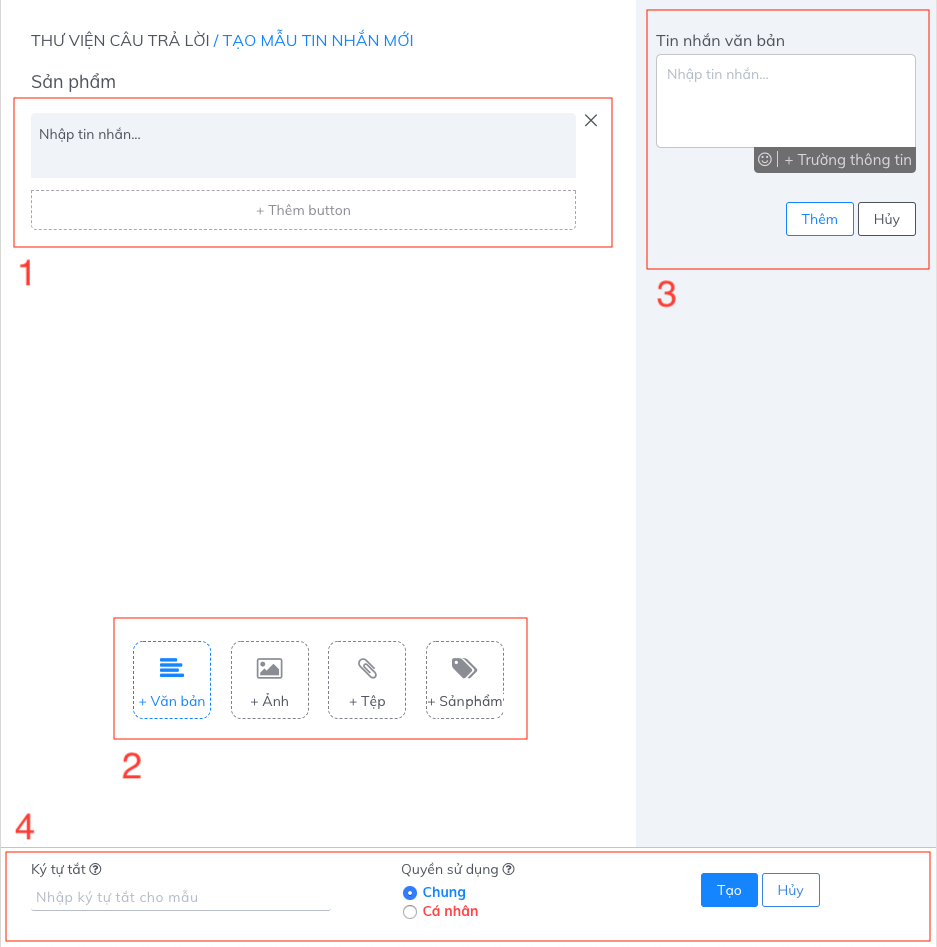 THƯ VIỆN CÂU TRẢ LỜI / TẠO MẪU TIN NHẮN MỚI
Sản phẩm
Nhập tin nhắn...
+ Thêm button
1
Tin nhắn văn bản
Nhập tin nhắn...
+ Trường thông tin
Thêm Hủy
3
+ Văn bản + Ảnh + Tệp + Sảnphẩm
2
4
Ký tự tắt
Nhập ký tự tắt cho mẫu
Quyền sử dụng
Chung
Cá nhân
Tạo Hủy